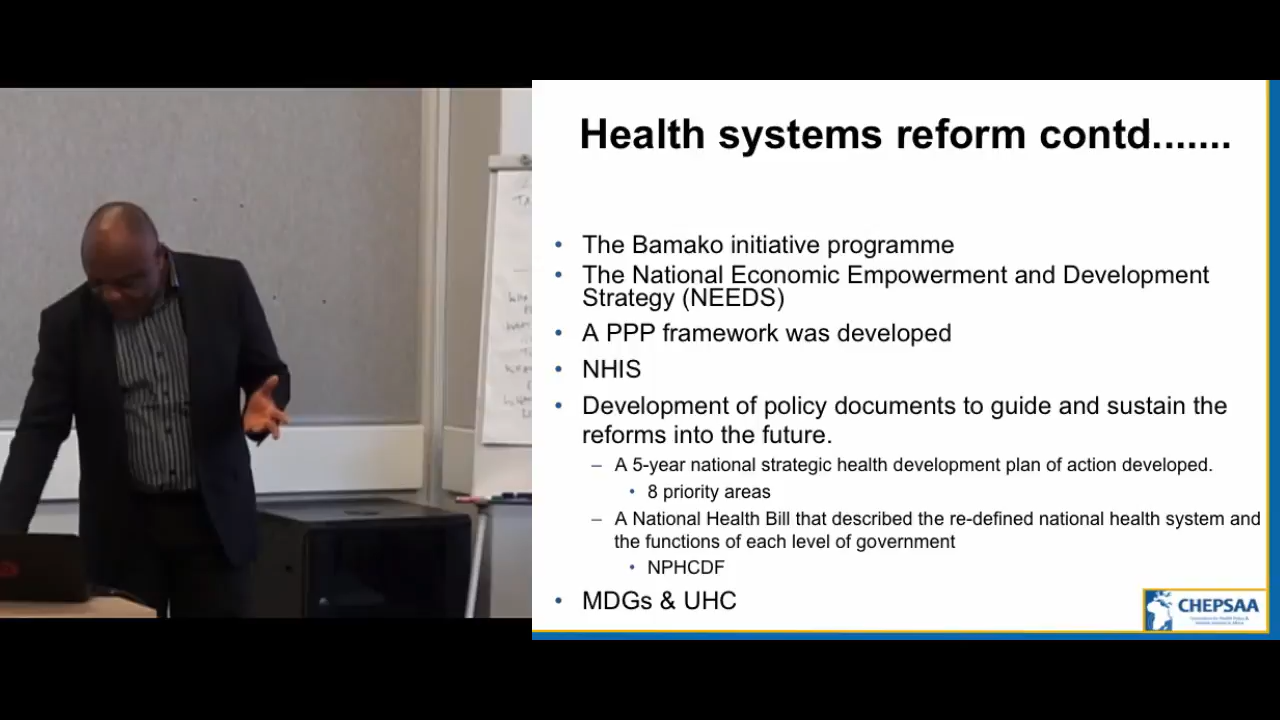 Health systems reform contd.......
• The Bamako initiative programme
• The National Economic Empowerment and Development
Strategy (NEEDS)
• A PPP framework was developed
• NHIS
• Development of policy documents to guide and sustain the
reforms into the future.
– A 5-year national strategic health development plan of action developed.
• 8 priority areas
– A National Health Bill that described the re-defined national health system and
the functions of each level of government
• NPHCDF
• MDGs & UHC
CHEPSAA